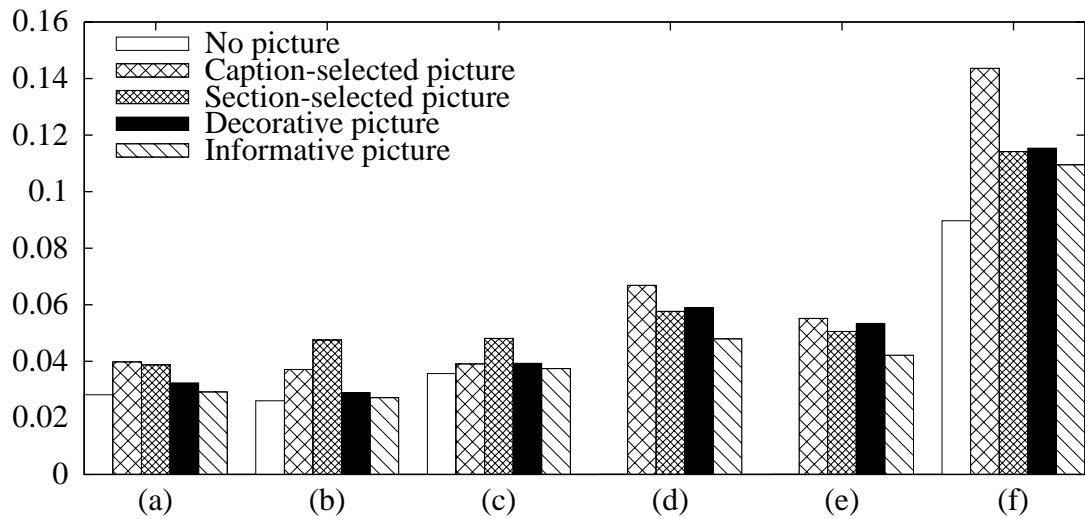 0.16
0.14
0.12
0.1
0.08
0.06
0.04
0.02
0
No picture
Caption-selected picture
Section-selected picture
Decorative picture
Informative picture
(a) (b) (c) (d) (e) (f)